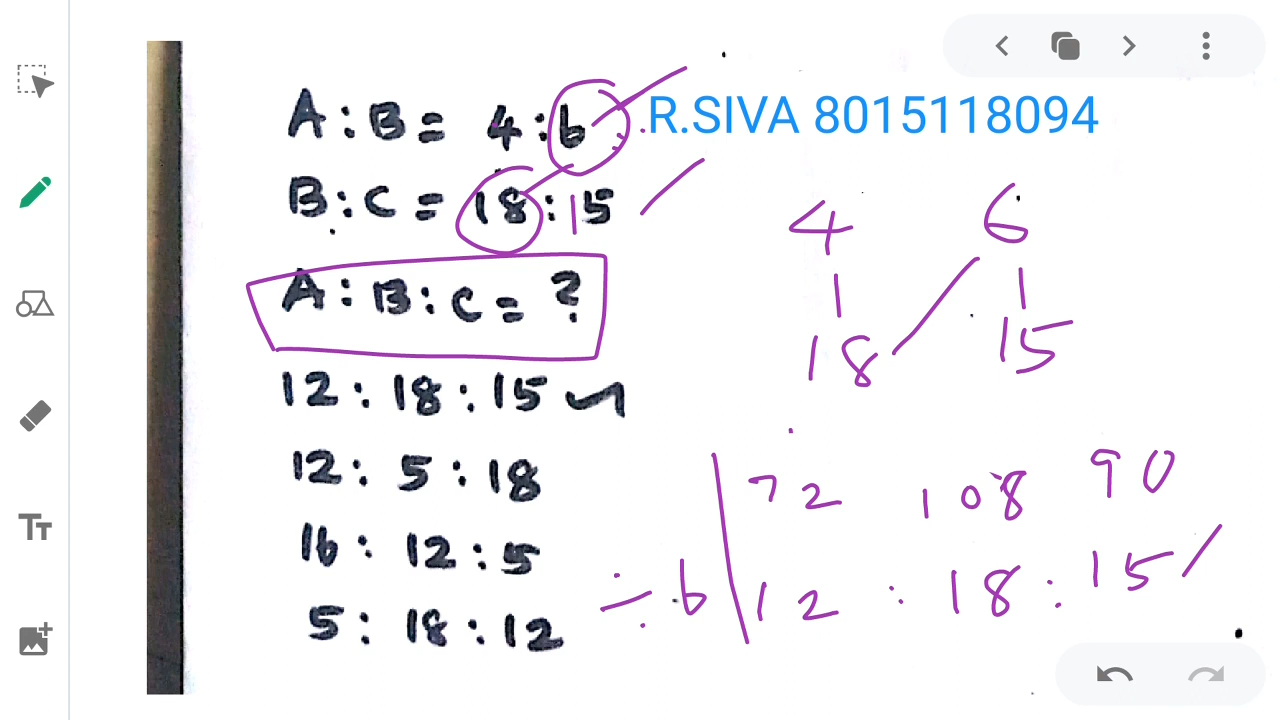 A : B = 4 : 6
.R.SIVA 8015118094
B : C = 18 : 15
A : B : C = ?
12 : 18 : 15
12 : 5 : 18
16 : 12 : 5
5 : 18 : 12
4 6
18 15
72 108 90
÷ 6 12 : 18 : 15
Tт